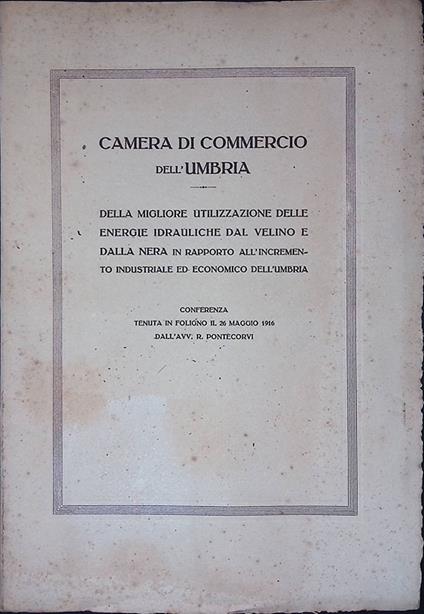 CAMERA DI COMMERCIO
DELL'UMBRIA
DELLA MIGLIORE UTILIZZAZIONE DELLE
ENERGIE IDRAULICHE DAL VELINO E
DALLA NERA IN RAPPORTO ALL'INCREMEN-
TO INDUSTRIALE ED ECONOMICO DELL'UMBRIA
CONFERENZA
TENUTA IN FOLIGNO IL 26 MAGGIO 1916
DALL'AVV. R. PONTECORVI